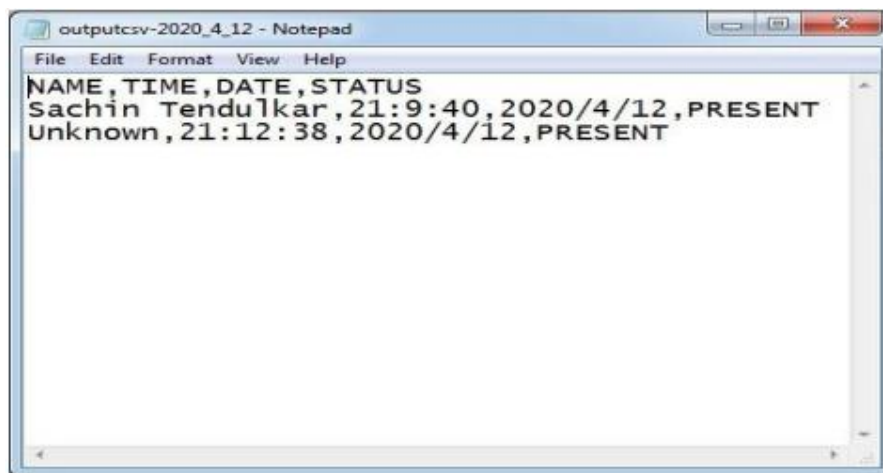 outputcsv-2020_4_12 - Notepad
File Edit Format View Help
NAME,TIME,DATE,STATUS
Sachin Tendulkar,21:9:40,2020/4/12,PRESENT
Unknown,21:12:38,2020/4/12,PRESENT